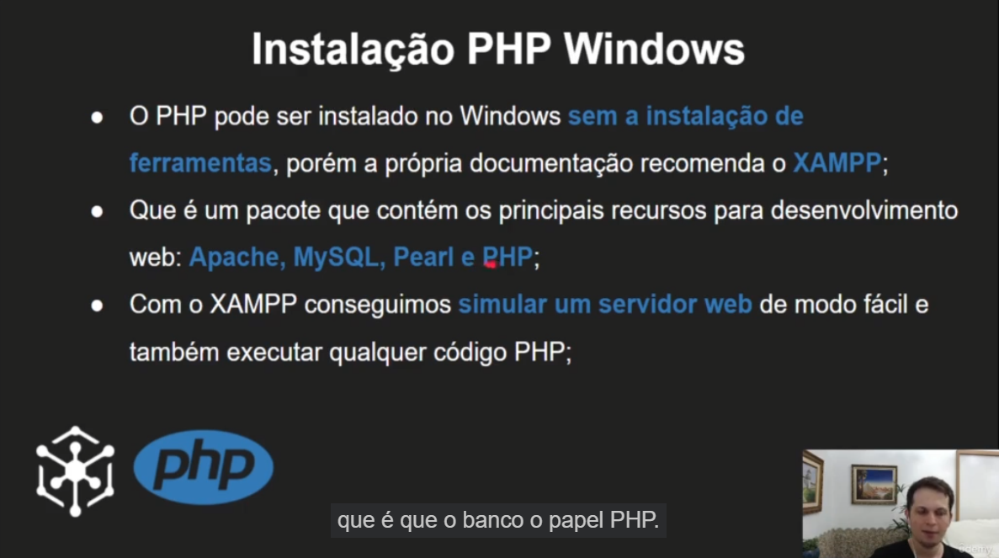 Instalação PHP Windows
● O PHP pode ser instalado no Windows sem a instalação de
ferramentas, porém a própria documentação recomenda o XAMPP;
● Que é um pacote que contém os principais recursos para desenvolvimento
web: Apache, MySQL, Pearl e PHP;
● Com o XAMPP conseguimos simular um servidor web de modo fácil e
também executar qualquer código PHP;
php
que é que o banco o papel PHP.
udemy